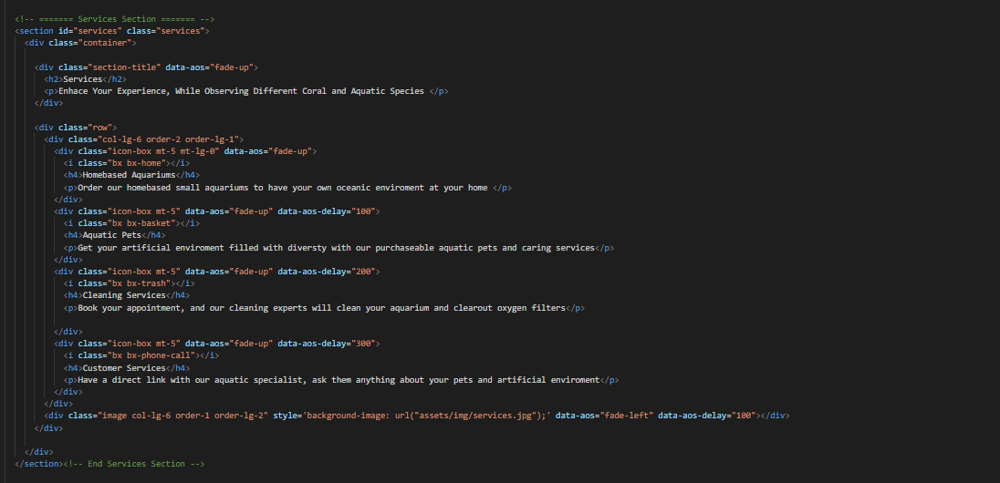 <!-- ======= Services Section ======= -->
<section id="services" class="services">
<div class="container">
<div class="section-title" data-aos="fade-up">
<h2>Services</h2>
<p>Enhace Your Experience, While Observing Different Coral and Aquatic Species </p>
</div>
<div class="row">
<div class="col-lg-6 order-2 order-lg-1">
<div class="icon-box mt-5 mt-lg-0" data-aos="fade-up">
<i class="bx bx-home"></i>
<h4>Homebased Aquariums</h4>
<p>Order our homebased small aquariums to have your own oceanic enviroment at your home </p>
</div>
<div class="icon-box mt-5" data-aos="fade-up" data-aos-delay="100">
<i class="bx bx-basket"></i>
<h4>Aquatic Pets</h4>
<p>Get your artificial enviroment filled with diversty with our purchaseable aquatic pets and caring services</p>
</div>
<div class="icon-box mt-5" data-aos="fade-up" data-aos-delay="200">
<i class="bx bx-trash"></i>
<h4>Cleaning Services</h4>
<p>Book your appointment, and our cleaning experts will clean your aquarium and clearout oxygen filters</p>
</div>
<div class="icon-box mt-5" data-aos="fade-up" data-aos-delay="300">
<i class="bx bx-phone-call"></i>
<h4>Customer Services</h4>
<p>Have a direct link with our aquatic specialist, ask them anything about your pets and artificial enviroment</p>
</div>
</div>
<div class="image col-lg-6 order-1 order-lg-2" style='background-image: url("assets/img/services.jpg");' data-aos="fade-left" data-aos-delay="100"></div>
</div>
</div>
</section><!-- End Services Section -->